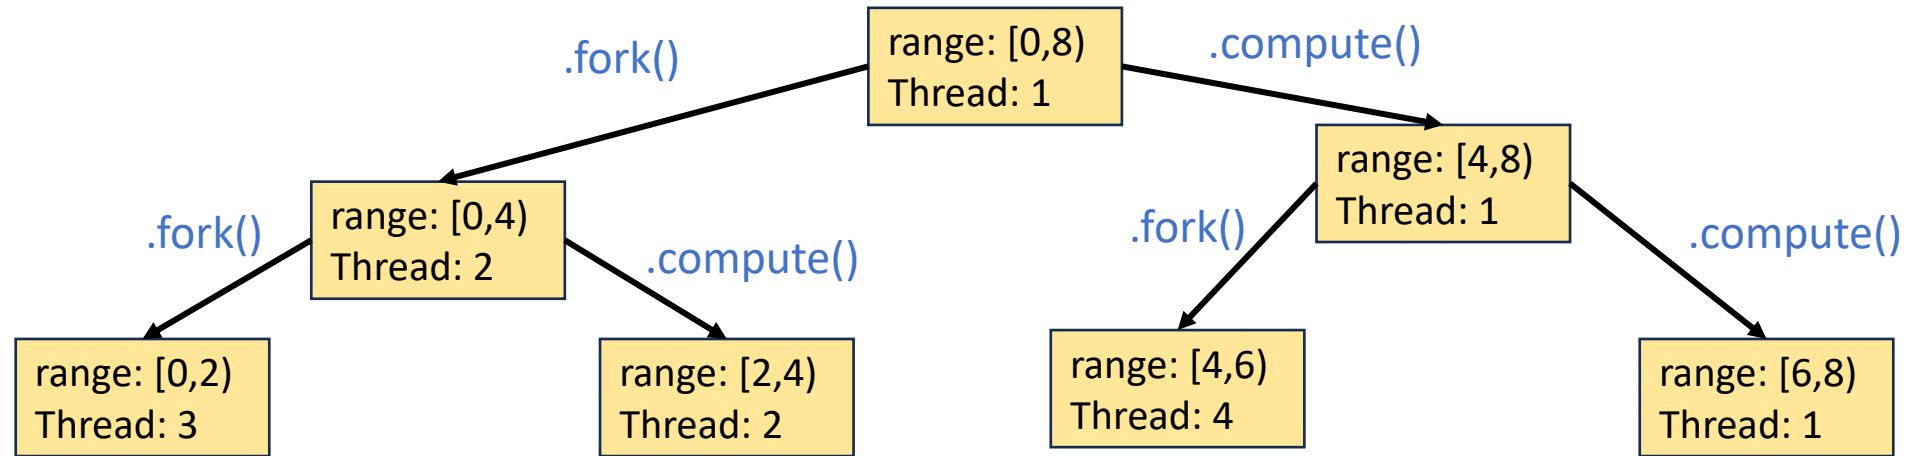 range: [0,8)
Thread: 1
.fork()
.compute()
range: [0,4)
Thread: 2
range: [4,8)
Thread: 1
.fork()
.compute()
.fork()
.compute()
range: [0,2)
Thread: 3
range: [2,4)
Thread: 2
range: [4,6)
Thread: 4
range: [6,8)
Thread: 1